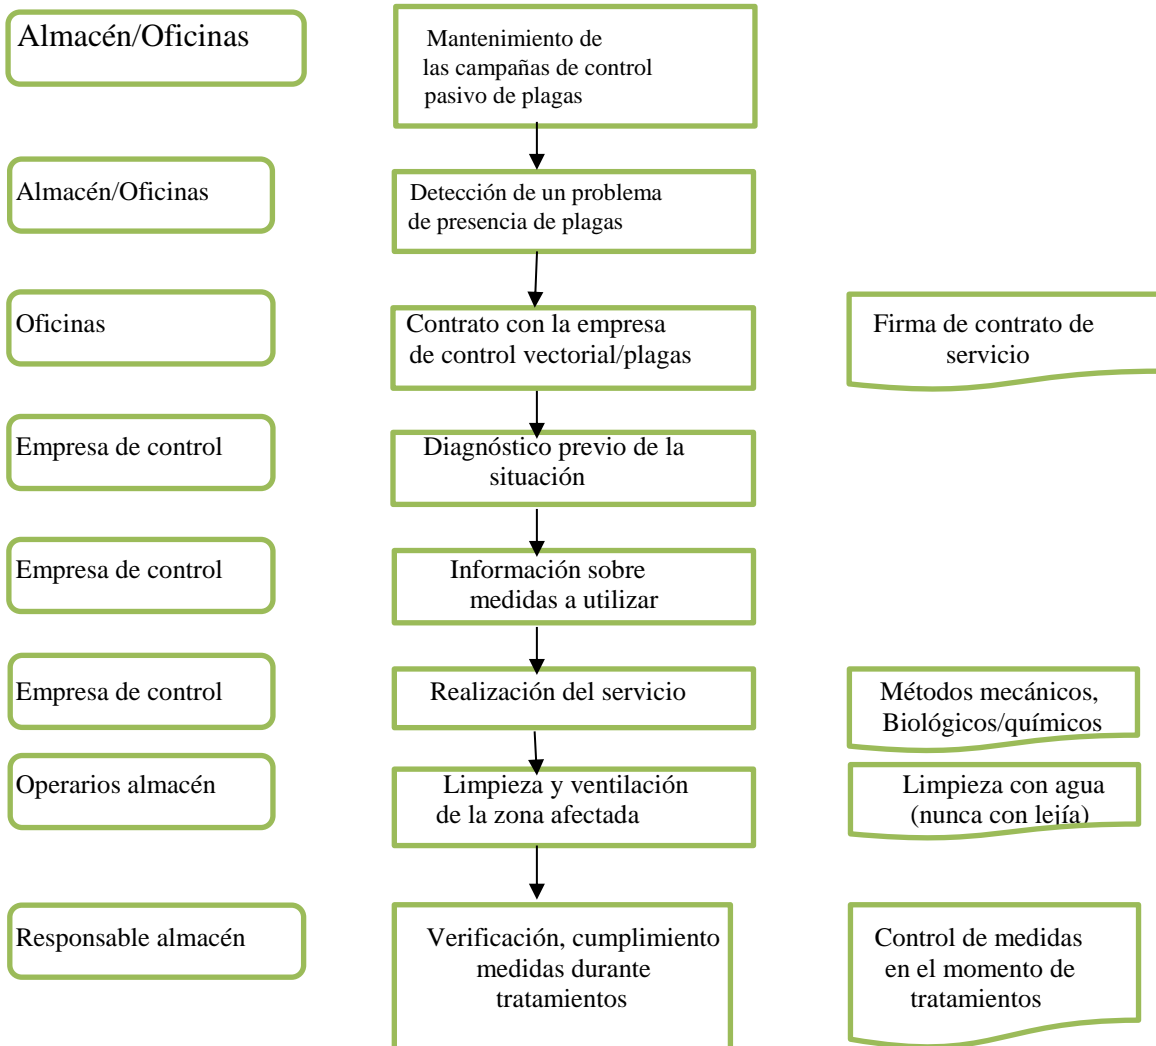 Almacén/Oficinas
Mantenimiento de
las campañas de control
pasivo de plagas
Almacén/Oficinas
Detección de un problema
de presencia de plagas
Oficinas
Contrato con la empresa
de control vectorial/plagas
Firma de contrato de
servicio
Empresa de control
Diagnóstico previo de la
situación
Empresa de control
Información sobre
medidas a utilizar
Empresa de control
Realización del servicio
Métodos mecánicos,
Biológicos/químicos
Operarios almacén
Limpieza y ventilación
de la zona afectada
Limpieza con agua
(nunca con lejía)
Responsable almacén
Verificación, cumplimiento
medidas durante
tratamientos
Control de medidas
en el momento de
tratamientos